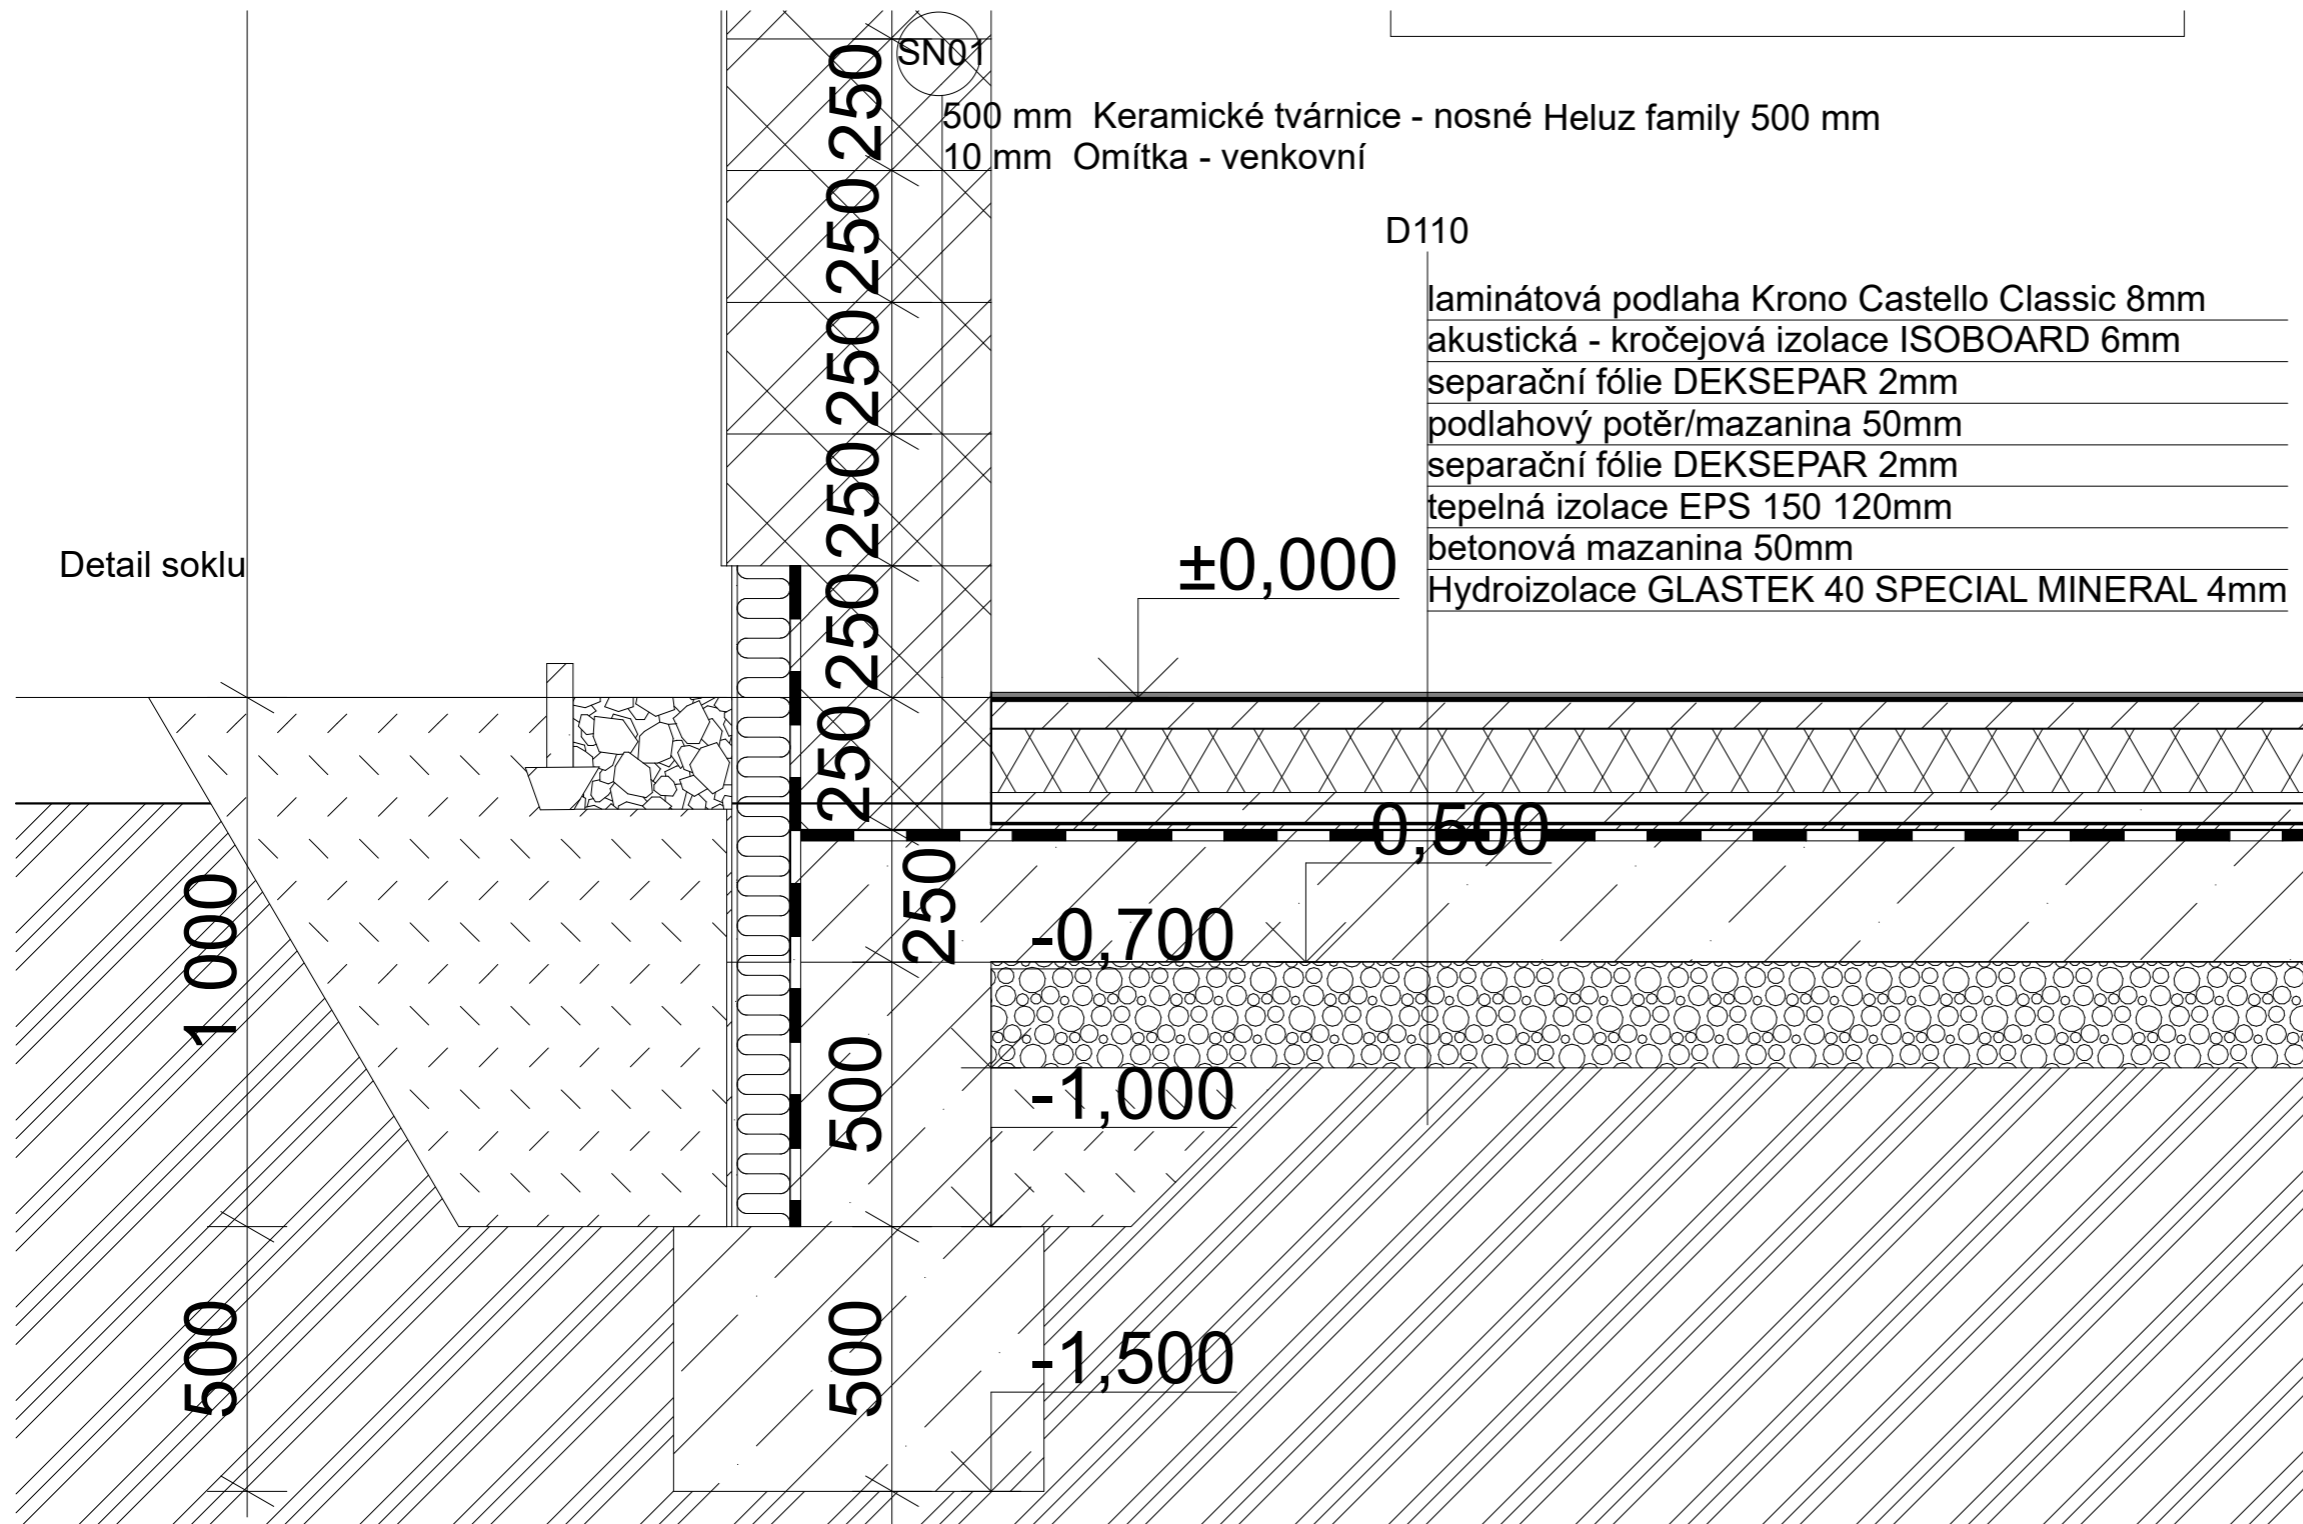 SN01
500 mm  Keramické tvárnice - nosné Heluz family 500 mm
10 mm  Omítka - venkovní
D110
laminátová podlaha Krono Castello Classic 8mm
akustická - kročejová izolace ISOBOARD 6mm
separační fólie DEKSEPAR 2mm
podlahový potěr/mazanina 50mm
separační fólie DEKSEPAR 2mm
tepelná izolace EPS 150 120mm
betonová mazanina 50mm
Hydroizolace GLASTEK 40 SPECIAL MINERAL 4mm
Detail soklu
±0,000
-0,500
-0,700
-1,000
-1,500
250
250
250
250
250
250
250
500
500
1 000
500